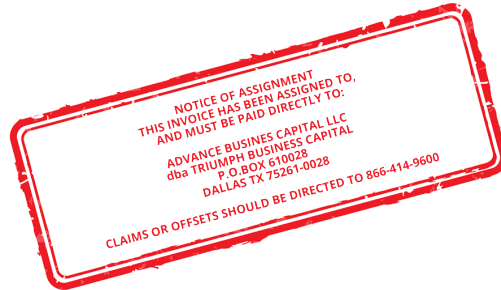 NOTICE OF ASSIGNMENT
THIS INVOICE HAS BEEN ASSIGNED TO,
AND MUST BE PAID DIRECTLY TO:
ADVANCE BUSINES CAPITAL LLC
dba TRIUMPH BUSINESS CAPITAL
P.O.BOX 610028
DALLAS TX 75261-0028
CLAIMS OR OFFSETS SHOULD BE DIRECTED TO 866-414-9600